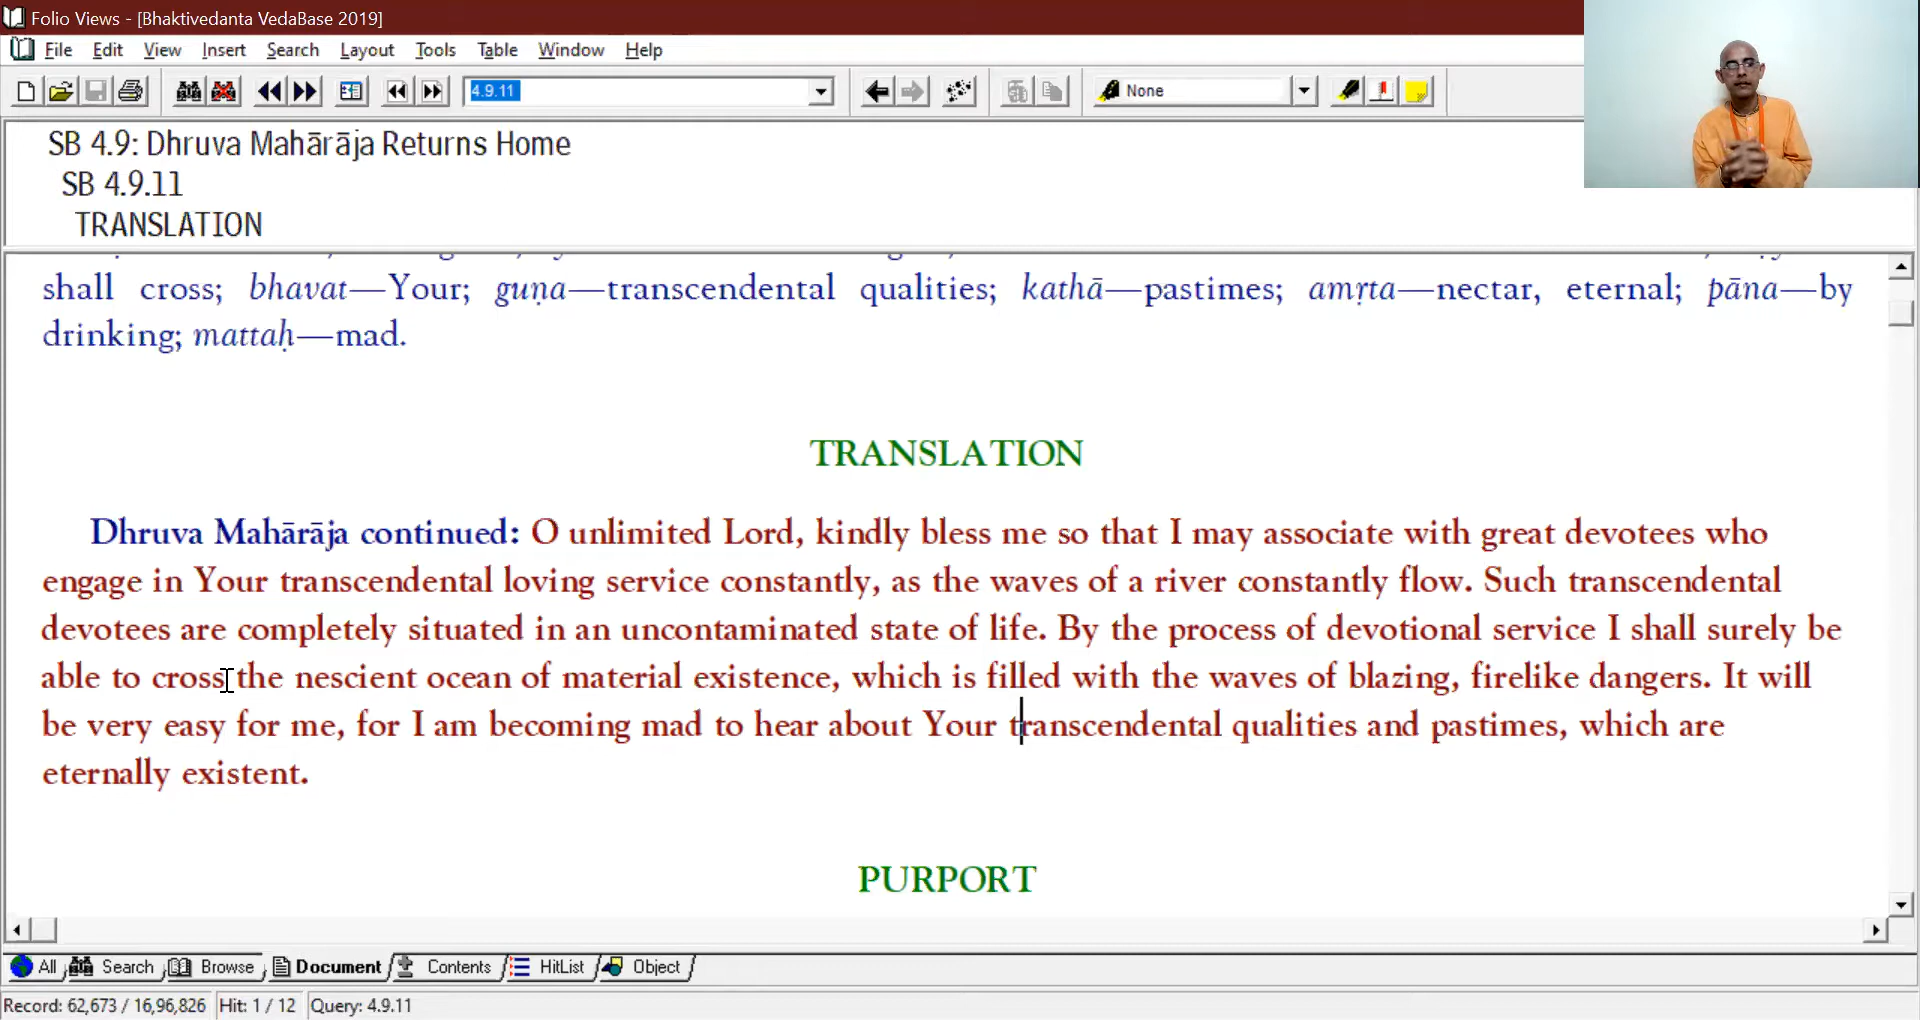 Folio Views - [Bhaktivedanta VedaBase 2019]
File Edit View Insert Search Layout Tools Table Window Help
4.9.11 None
SB 4.9: Dhruva Mahārāja Returns Home
SB 4.9.11
TRANSLATION
shall cross; bhavat—Your; guṇa—transcendental qualities; kathā—pastimes; amṛta—nectar, eternal; pāna—by
drinking; mattaḥ—mad.
TRANSLATION
Dhruva Mahārāja continued: O unlimited Lord, kindly bless me so that I may associate with great devotees who
engage in Your transcendental loving service constantly, as the waves of a river constantly flow. Such transcendental
devotees are completely situated in an uncontaminated state of life. By the process of devotional service I shall surely be
able to cross the nescient ocean of material existence, which is filled with the waves of blazing, firelike dangers. It will
be very easy for me, for I am becoming mad to hear about Your transcendental qualities and pastimes, which are
eternally existent.
PURPORT
All Search Browse Document Contents HitList Object
Record: 62,673 / 16,96,826 Hit: 1 / 12 Query: 4.9.11